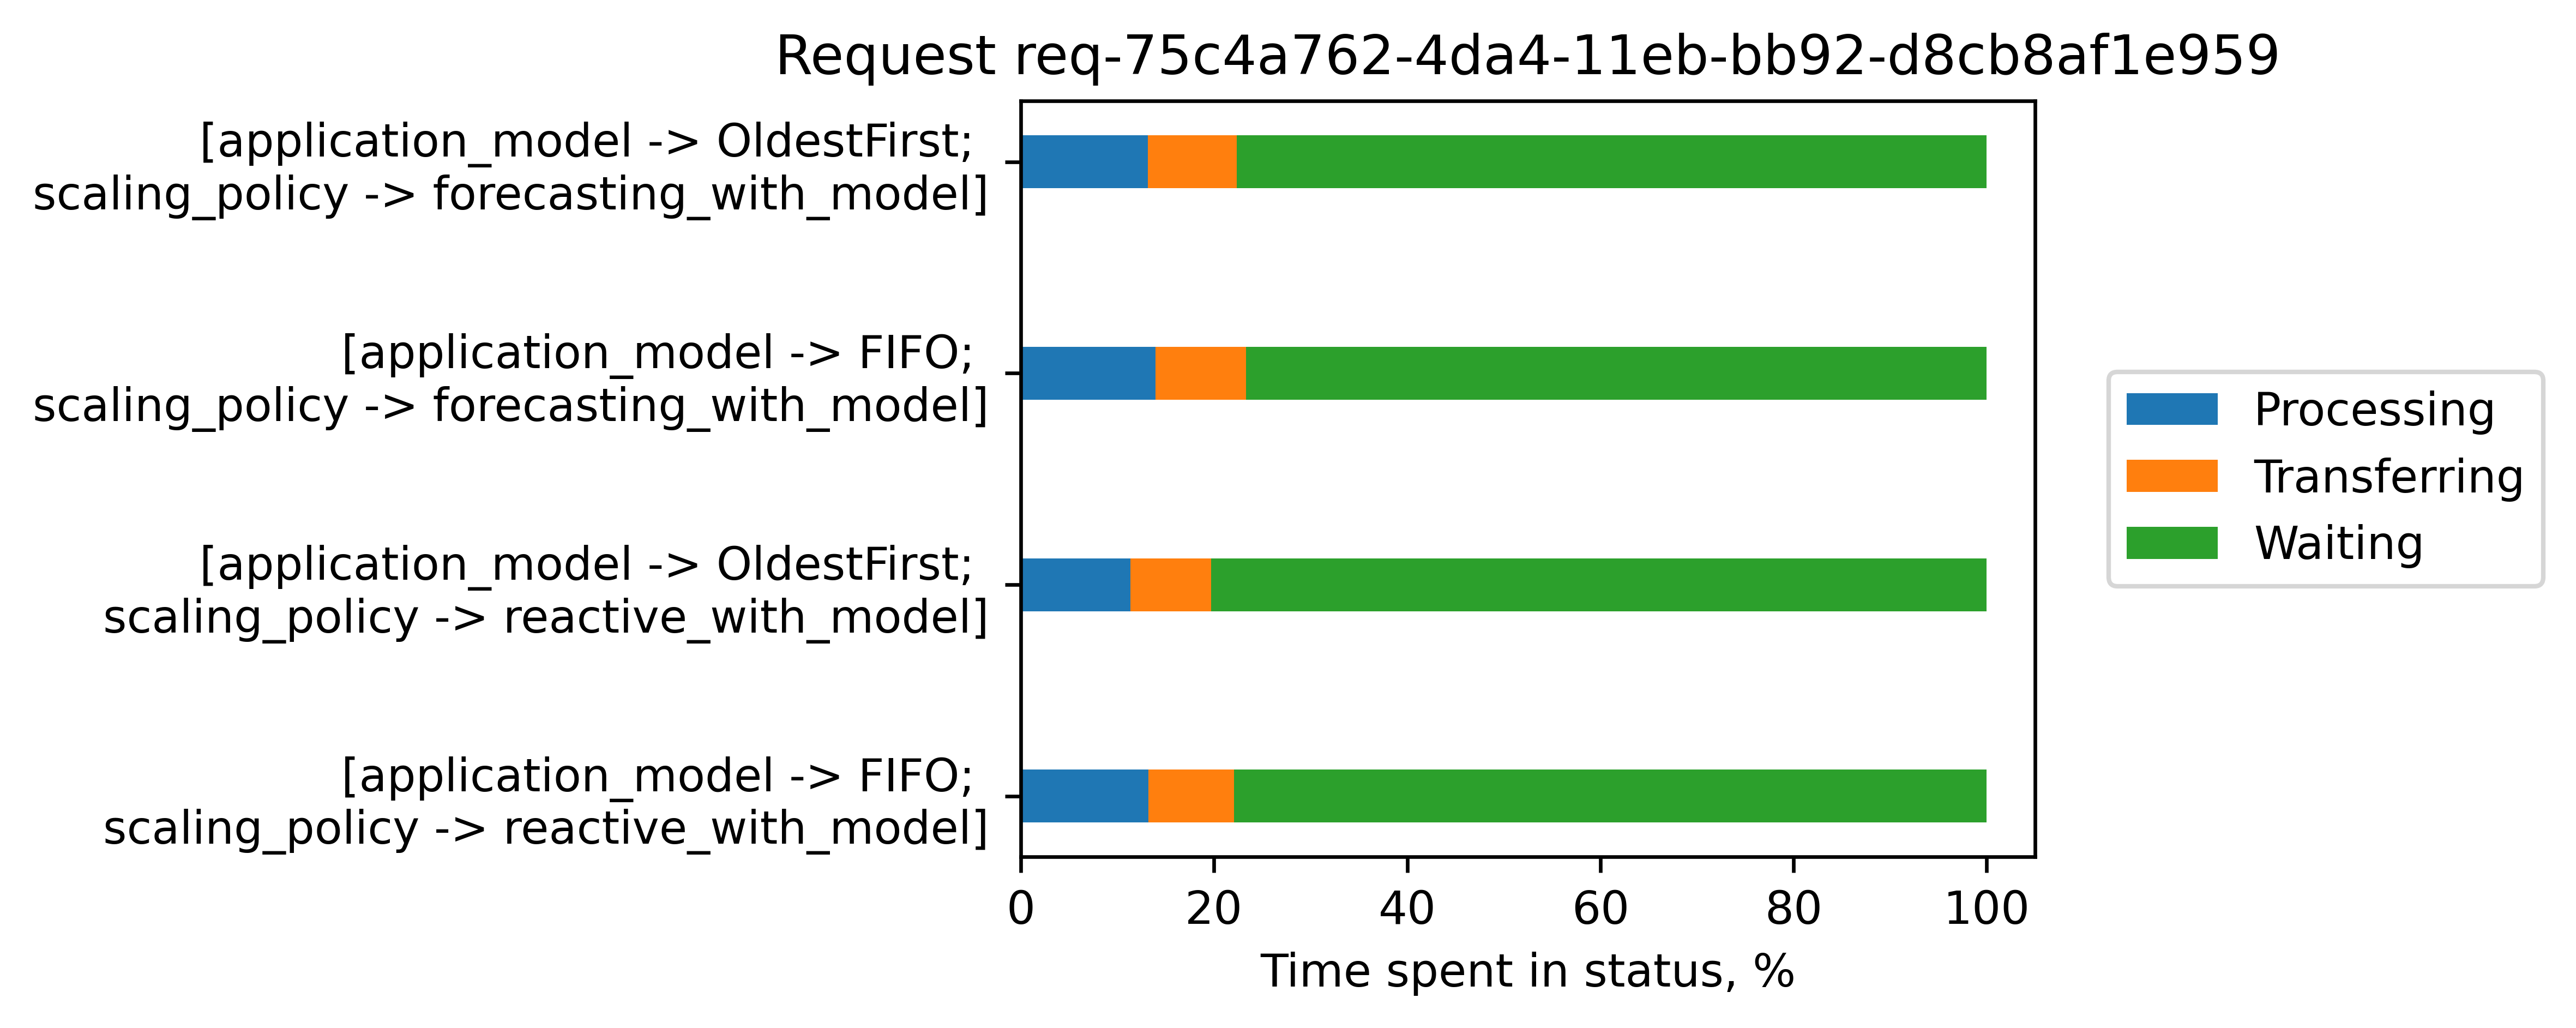 Request req-75c4a762-4da4-11eb-bb92-d8cb8af1e959
[application_model -> OldestFirst;
scaling_policy -> forecasting_with_model]
[application_model -> FIFO;
scaling_policy -> forecasting_with_model]
[application_model -> OldestFirst;
scaling_policy -> reactive_with_model]
[application_model -> FIFO;
scaling_policy -> reactive_with_model]
0 20 40 60 80 100
Time spent in status, %
Processing
Transferring
Waiting